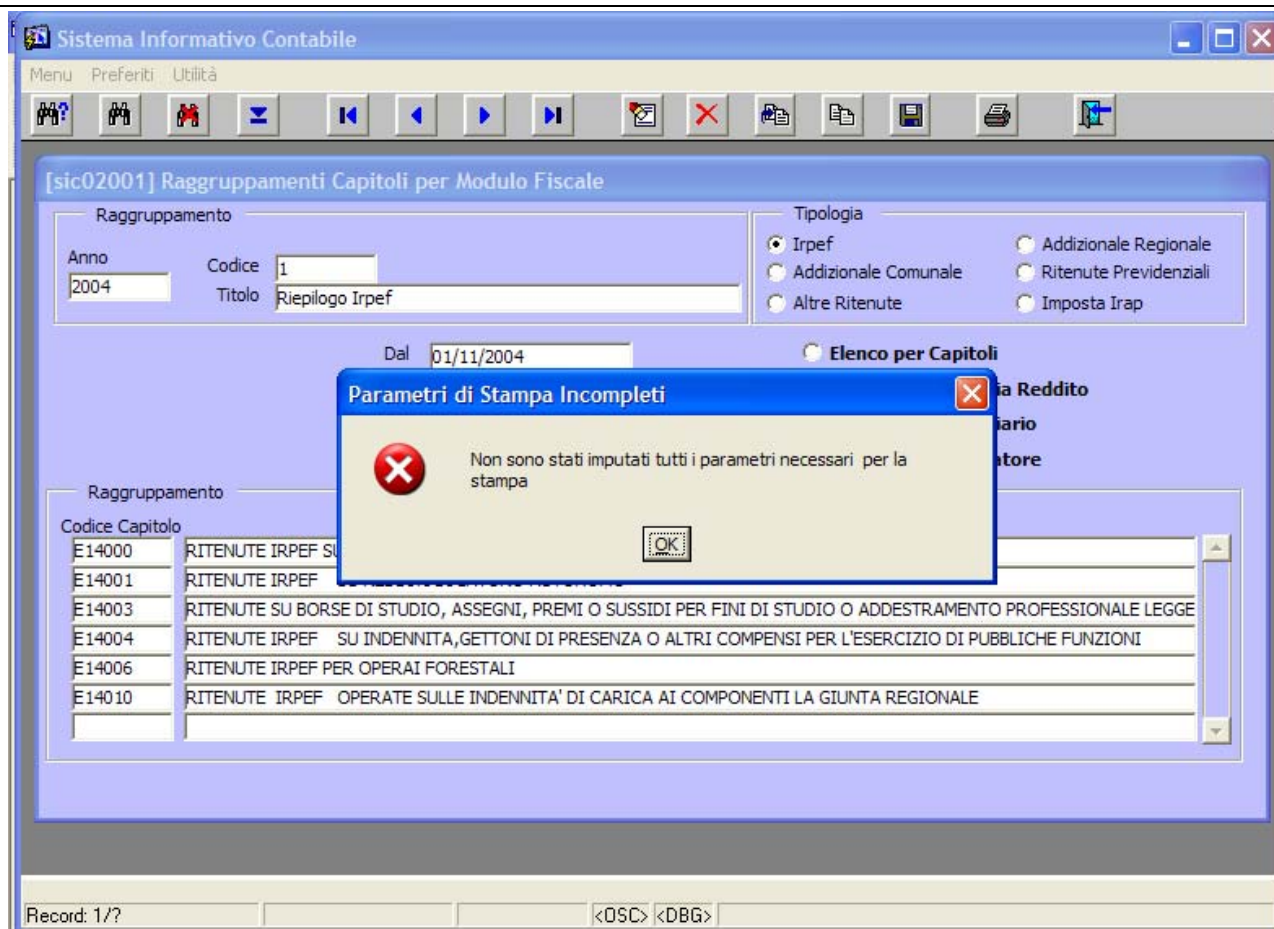 Sistema Informativo Contabile
Menu Preferiti Utilità
[sic02001] Raggruppamenti Capitoli per Modulo Fiscale
Raggruppamento
Tipologia
Anno
2004
Codice 1
Titolo Riepilogo Irpef
Irpef
Addizionale Regionale
Addizionale Comunale
Ritenute Previdenziali
Altre Ritenute
Imposta Irap
Dal 01/11/2004
Elenco per Capitoli
Reddito
Parametri di Stampa Incompleti
Non sono stati imputati tutti i parametri necessari per la
stampa
OK
Raggruppamento
Codice Capitolo
E14000 RITENUTE IRPEF
E14001 RITENUTE IRPEF
E14003 RITENUTE SU BORSE DI STUDIO, ASSEGNI, PREMI O SUSSIDI PER FINI DI STUDIO O ADDESTRAMENTO PROFESSIONALE LEGGE
E14004 RITENUTE IRPEF SU INDENNITA,GETTONI DI PRESENZA O ALTRI COMPENSI PER L'ESERCIZIO DI PUBBLICHE FUNZIONI
E14006 RITENUTE IRPEF PER OPERAI FORESTALI
E14010 RITENUTE IRPEF OPERATE SULLE INDENNITA' DI CARICA AI COMPONENTI LA GIUNTA REGIONALE
Record: 1/? <OSC> <DBG>